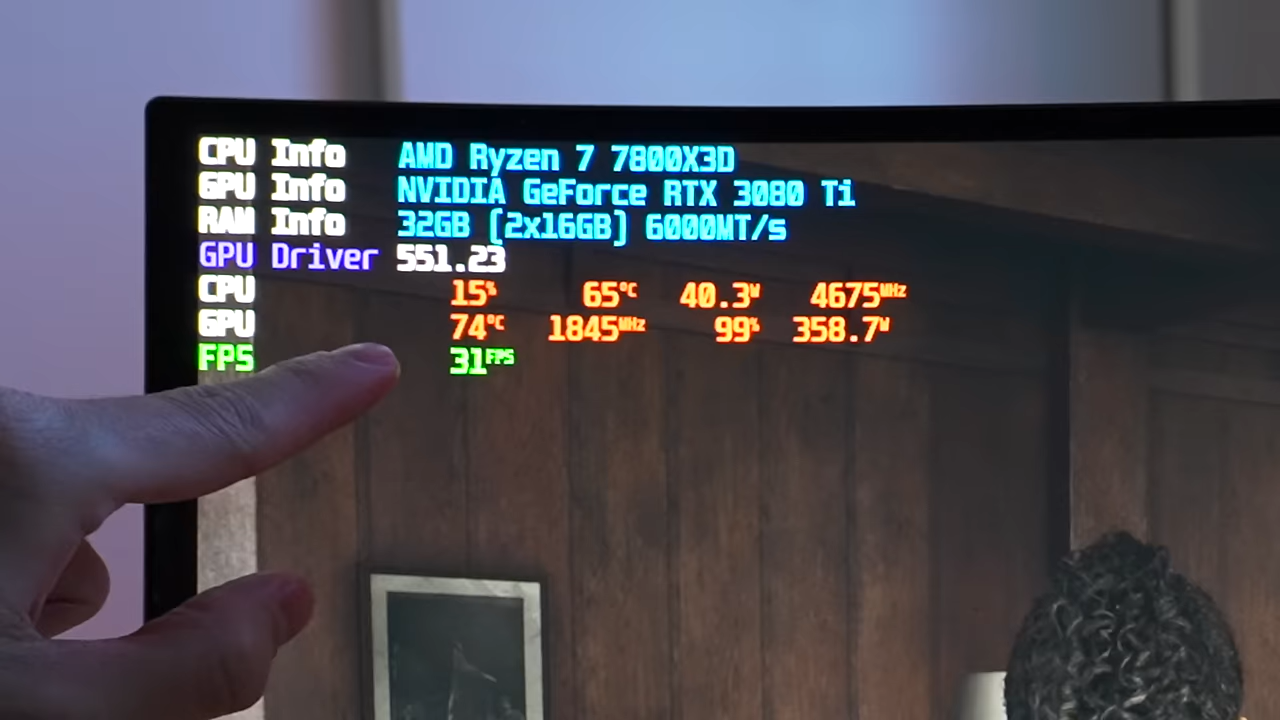 CPU Info AMD Ryzen 7 7800X3D
GPU Info NVIDIA GeForce RTX 3080 Ti
RAM Info 32GB (2x16GB) 6000MT/s
GPU Driver 551.23
CPU 15% 65°C 40.3W 4675MHz
GPU 74°C 1845MHz 99% 358.7W
FPS 31FPS